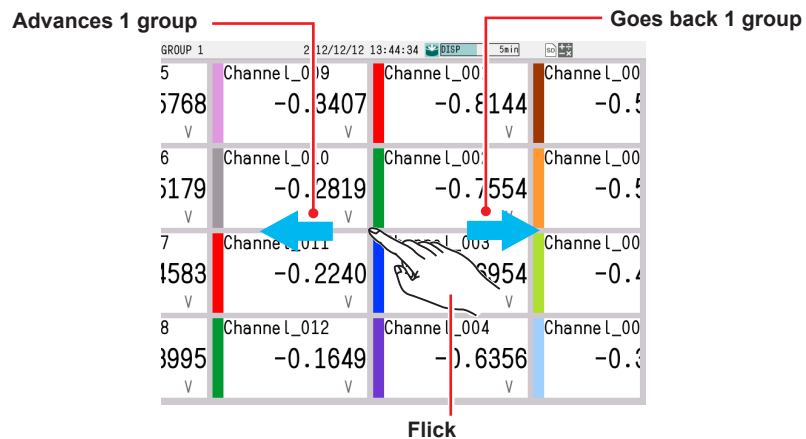 Advances 1 group
Goes back 1 group
GROUP 1 2012/12/12 13:44:34 DISP 5min SD
5 Channel_009 Channel_001 Channel_00
5768 -0.3407 -0.8144 -0.5
V V V
6 Channel_010 Channel_002 Channel_00
5179 -0.2819 -0.7554 -0.5
V V V
7 Channel_011 Channel_003 Channel_00
4583 -0.2240 6954 -0.4
V V
8 Channel_012 Channel_004 Channel_00
3995 -0.1649 -0.6356 -0.3
V V V
Flick